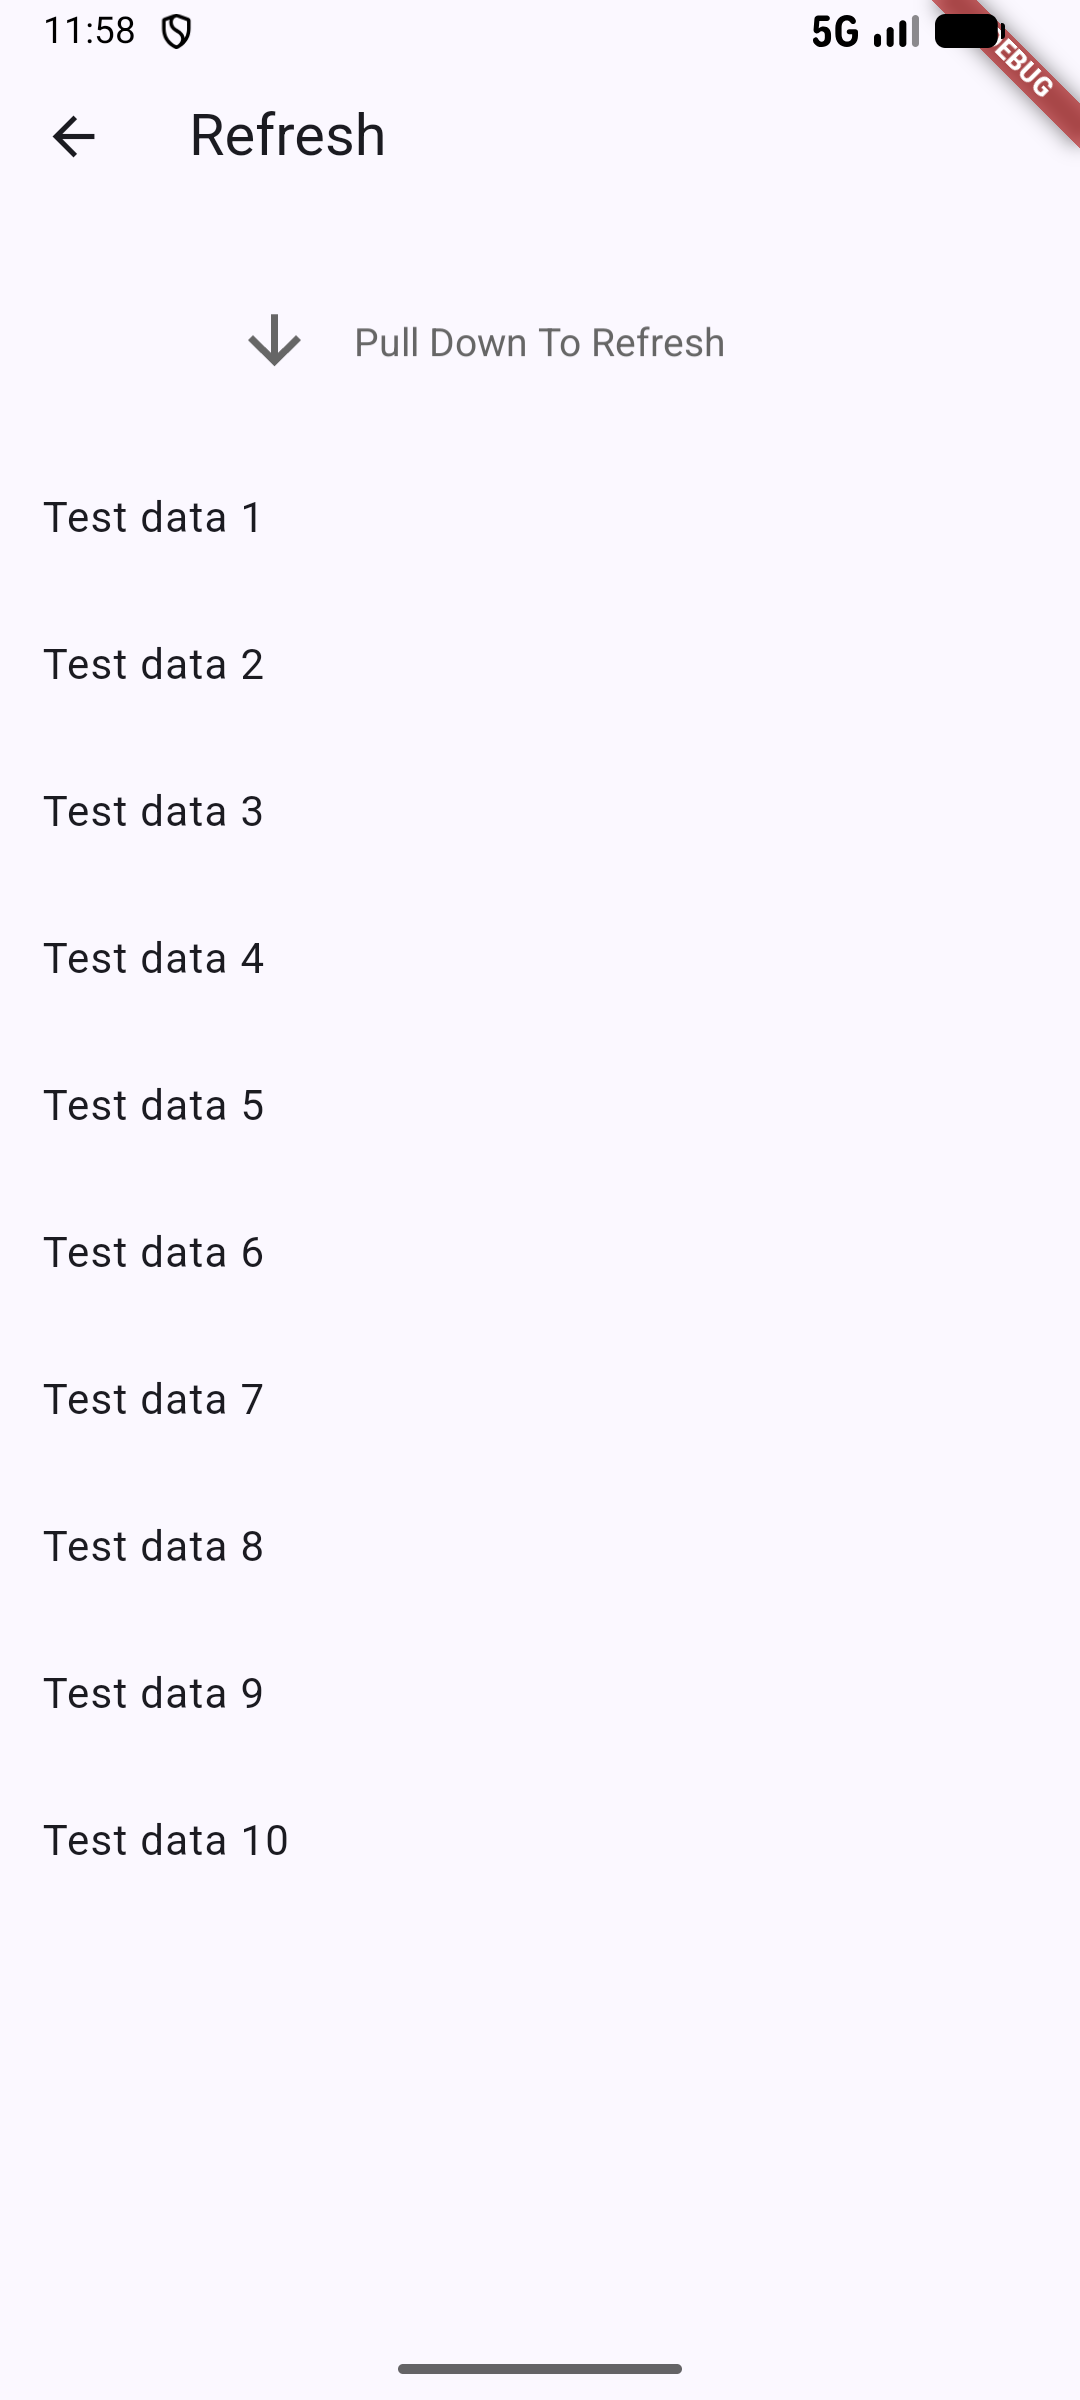 11:58 5G
EBUG
Refresh
Pull Down To Refresh
Test data 1
Test data 2
Test data 3
Test data 4
Test data 5
Test data 6
Test data 7
Test data 8
Test data 9
Test data 10